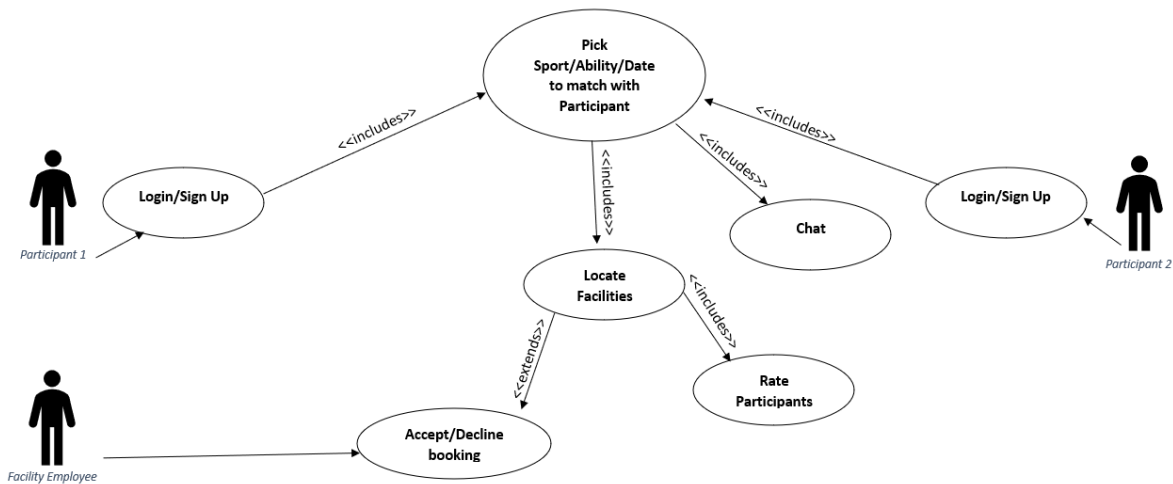 Pick
Sport/Ability/Date
to match with
Participant
<<includes>>
<<includes>>
<<includes>>
<<includes>>
Login/Sign Up
Login/Sign Up
Participant 1
Chat
Participant 2
Locate
Facilities
<<includes>>
<<extends>>
Rate
Participants
Accept/Decline
booking
Facility Employee